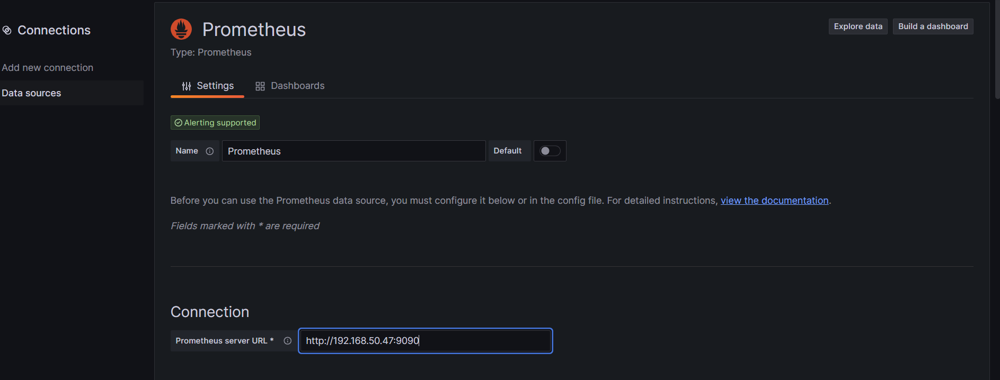 Connections
Add new connection
Data sources
Prometheus
Type: Prometheus
Explore data
Build a dashboard
Settings
Dashboards
Alerting supported
Name
Prometheus
Default
Before you can use the Prometheus data source, you must configure it below or in the config file. For detailed instructions, view the documentation.
Fields marked with * are required
Connection
Prometheus server URL *
http://192.168.50.47:9090